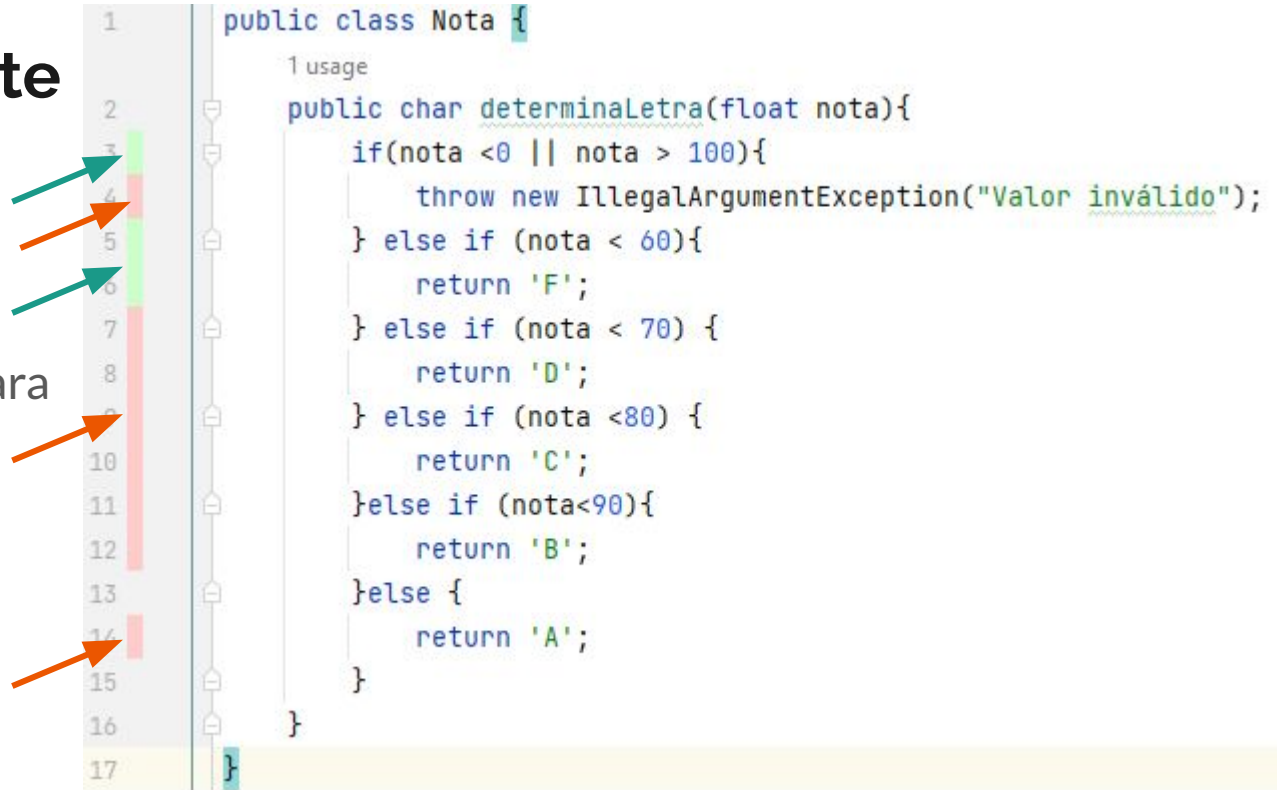 te
ara
1 public class Nota {
1 usage
2 public char determinaLetra(float nota){
3 if(nota <0 || nota > 100){
4 throw new IllegalArgumentException("Valor inválido");
5 } else if (nota < 60){
6 return 'F';
7 } else if (nota < 70) {
8 return 'D';
9 } else if (nota <80) {
10 return 'C';
11 }else if (nota<90){
12 return 'B';
13 }else {
14 return 'A';
15 }
16 }
17 }